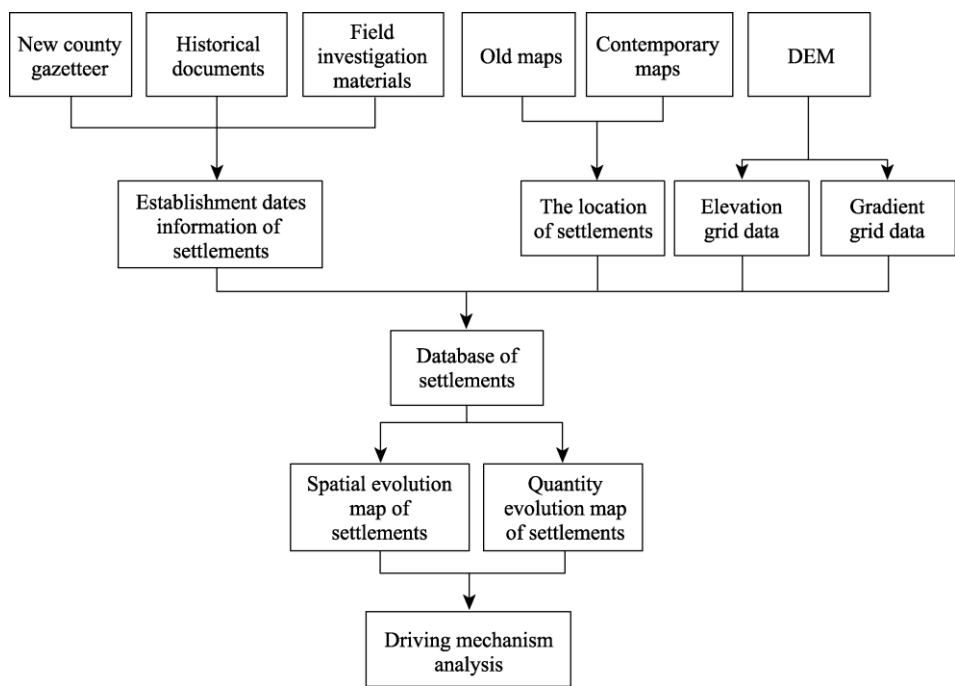 New county
gazetteer
Historical
documents
Field
investigation
materials
Old maps
Contemporary
maps
DEM
Establishment dates
information of
settlements
The location
of settlements
Elevation
grid data
Gradient
grid data
Database of
settlements
Spatial evolution
map of
settlements
Quantity
evolution map
of settlements
Driving mechanism
analysis